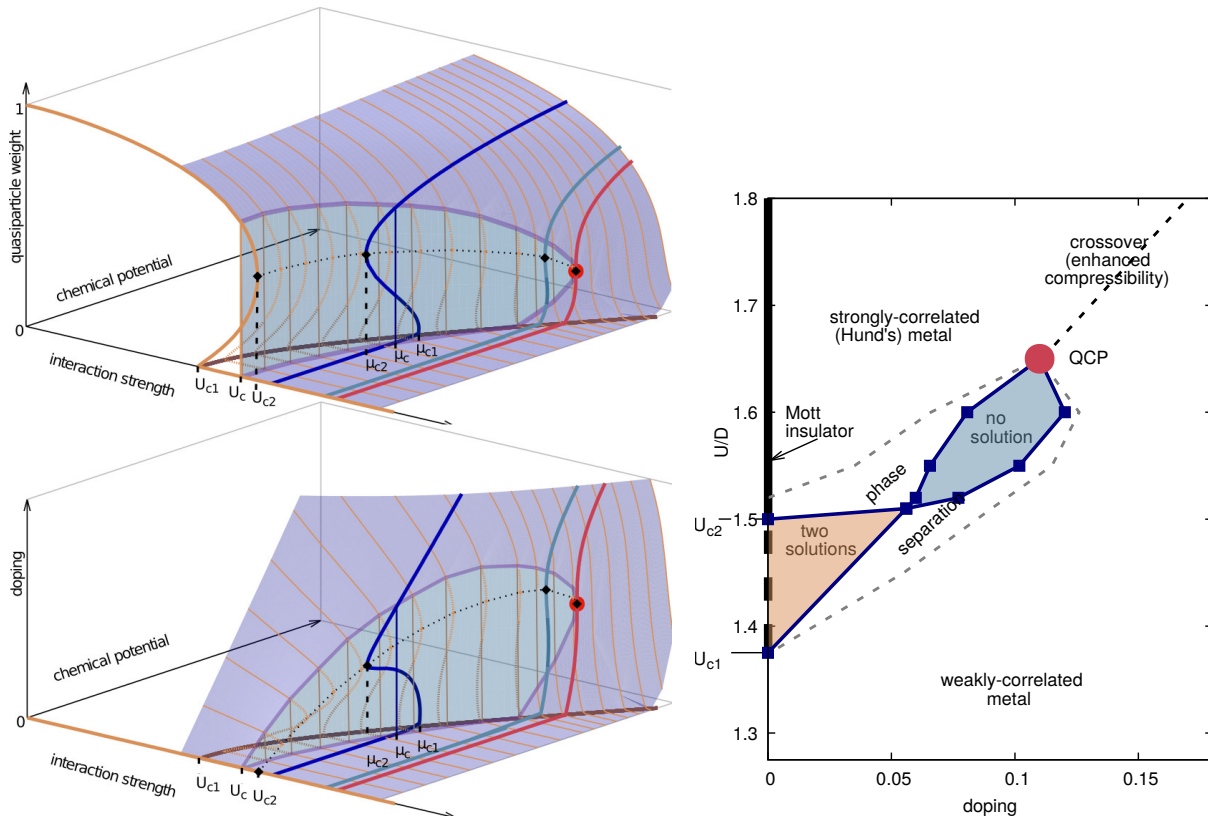 1
quasiparticle weight
chemical potential
0
interaction strength
U_c1
U_c
U_c2
μ_c2
μ_c
μ_c1
doping
chemical potential
0
interaction strength
U_c1
U_c
U_c2
μ_c2
μ_c
μ_c1
1.8
1.7
1.6
1.5
1.4
1.3
U/D
U_c2
U_c1
crossover
(enhanced
compressibility)
strongly-correlated
(Hund's) metal
QCP
Mott
insulator
no
solution
phase
separation
two
solutions
weakly-correlated
metal
0
0.05
0.1
0.15
doping